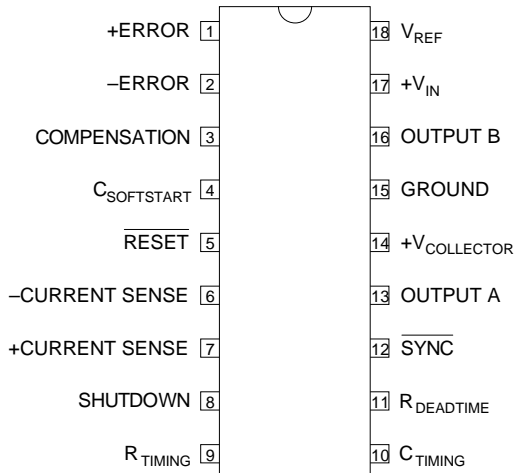 +ERROR 1 18 VREF
–ERROR 2 17 +VIN
COMPENSATION 3 16 OUTPUT B
CSOFTSTART 4 15 GROUND
RESET 5 14 +VCOLLECTOR
–CURRENT SENSE 6 13 OUTPUT A
+CURRENT SENSE 7 12 SYNC
SHUTDOWN 8 11 RDEADTIME
RTIMING 9 10 CTIMING